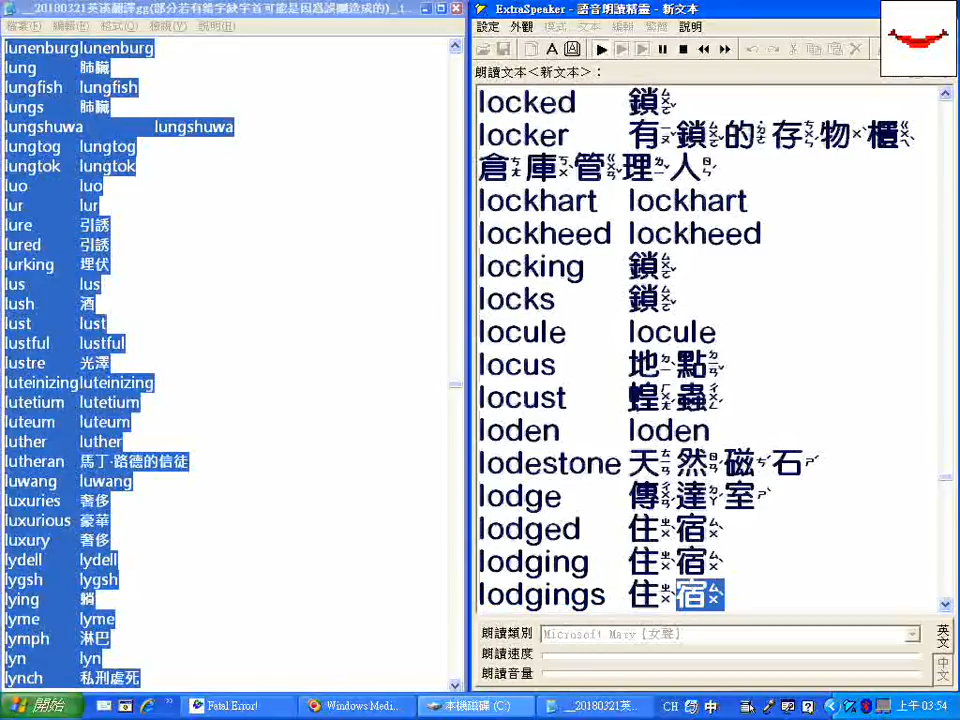 __20180321英漢翻譯gg(部分若有錯字缺字首可能是因為誤刪造成的)_t
檔案(F) 編輯(E) 格式(O) 檢視(V) 說明(H)
lunenburg lunenburg
lung 肺臟
lungfish lungfish
lungs 肺臟
lungshuwa lungshuwa
lungtog lungtog
lungtok lungtok
luo luo
lur lur
lure 引誘
lured 引誘
lurking 埋伏
lus lus
lush 酒
lust lust
lustful lustful
lustre 光澤
luteinizing luteinizing
lutetium lutetium
luteum luteum
luther luther
lutheran 馬丁·路德的信徒
luwang luwang
luxuries 奢侈
luxurious 豪華
luxury 奢侈
lydell lydell
lygsh lygsh
lying 躺
lyme lyme
lymph 淋巴
lyn lyn
lynch 私刑處死
ExtraSpeaker - 語音朗讀精靈 - 新文本
設定 外觀 模式 文本 編輯 繁簡 說明
朗讀文本<新文本>：
locked 鎖
locker 有鎖的存物櫃
倉庫管理人
lockhart lockhart
lockheed lockheed
locking 鎖
locks 鎖
locule locule
locus 地點
locust 蝗蟲
loden loden
lodestone 天然磁石
lodge 傳達室
lodged 住宿
lodging 住宿
lodgings 住宿
朗讀類別 Microsoft Mary [女聲]
朗讀速度
朗讀音量
英文
中文
開始 Fatal Error! Windows Medi... 本機磁碟 (C:) __20180321英... CH 中 上午 03:54